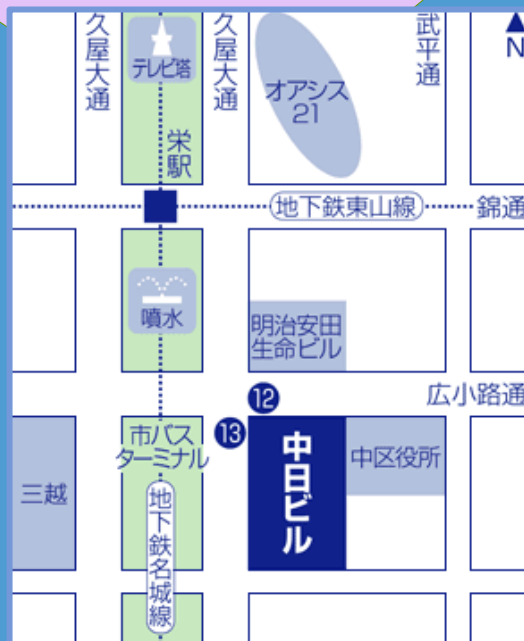 久屋大通
テレビ塔
久屋大通
武平通
N
オアシス
21
栄駅
地下鉄東山線
錦通
噴水
明治安田
生命ビル
⓬
広小路通
⓭
市バス
ターミナル
中日ビル
中区役所
三越
地下鉄名城線